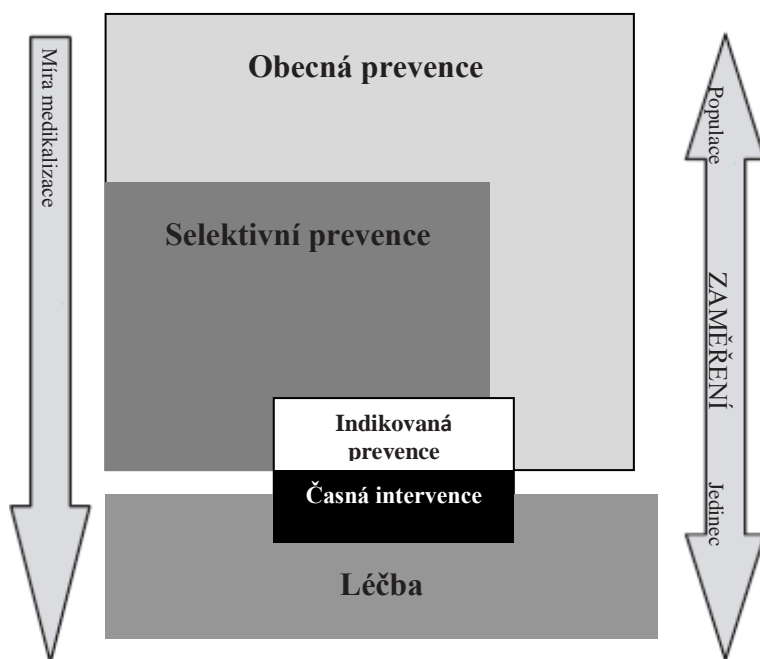 Míra medikalizace
Obecná prevence
Selektivní prevence
Indikovaná
prevence
Časná intervence
Léčba
Populace
ZAMĚŘENÍ
Jedinec